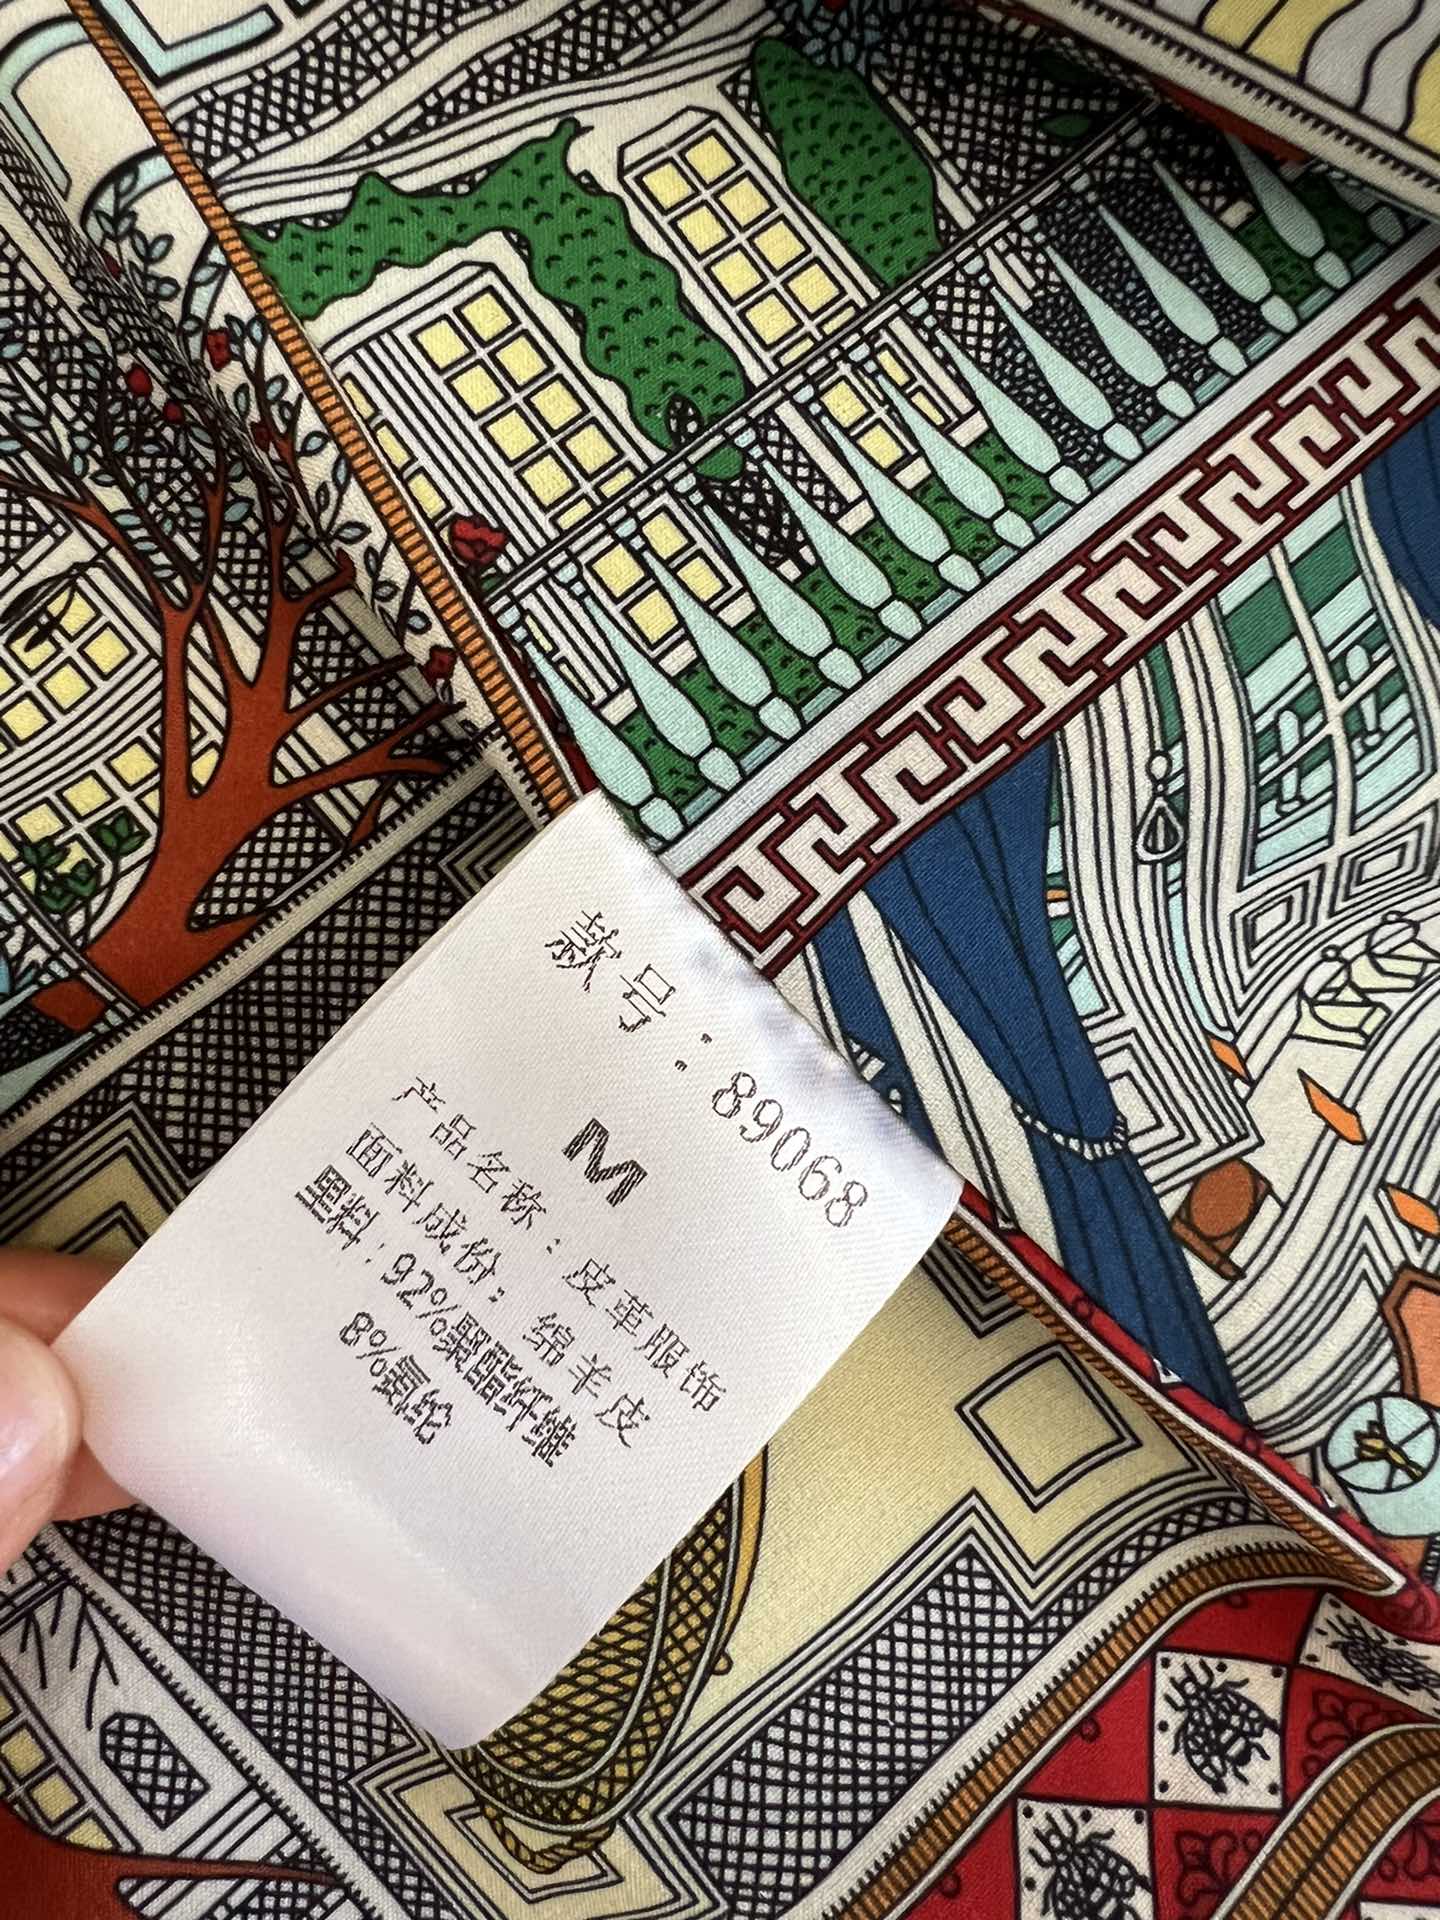 款号：89068
M
产品名称：皮革服饰
面料成份：绵羊皮
里料：92%聚酯纤维
8%氨纶